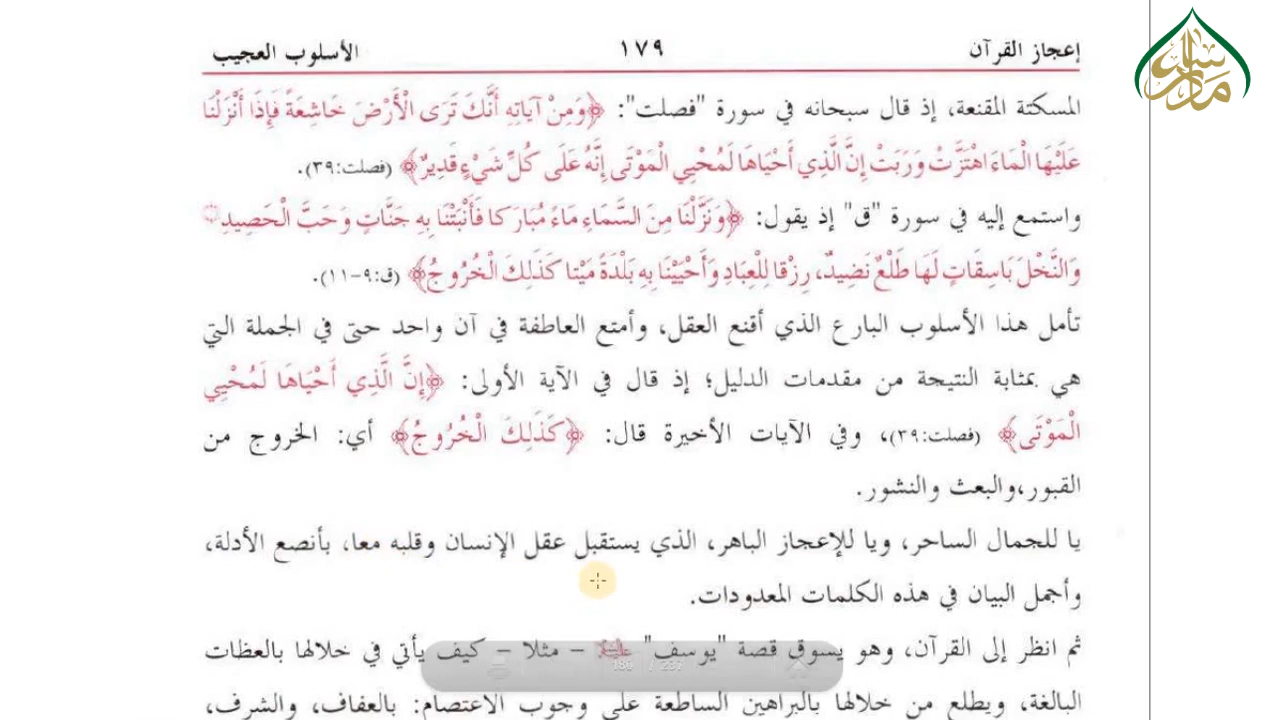 إعجاز القرآن ١٧٩ الأسلوب العجيب
المسكتة المقنعة، إذ قال سبحانه في سورة "فصلت": ﴿وَمِنْ آيَاتِهِ أَنَّكَ تَرَى الْأَرْضَ خَاشِعَةً فَإِذَا أَنْزَلْنَا
عَلَيْهَا الْمَاءَ اهْتَزَّتْ وَرَبَتْ إِنَّ الَّذِي أَحْيَاهَا لَمُحْيِي الْمَوْتَى إِنَّهُ عَلَى كُلِّ شَيْءٍ قَدِيرٌ﴾ (فصلت:٣٩).
واستمع إليه في سورة "ق" إذ يقول: ﴿وَنَزَّلْنَا مِنَ السَّمَاءِ مَاءً مُبَارَكا فَأَنْبَتْنَا بِهِ جَنَّاتٍ وَحَبَّ الْحَصِيدِ
وَالنَّخْلَ بَاسِقَاتٍ لَهَا طَلْعٌ نَضِيدٌ، رِزْقا لِلْعِبَادِ وَأَحْيَيْنَا بِهِ بَلْدَةً مَيْتا كَذَلِكَ الْخُرُوجُ﴾ (ق:٩-١١).
تأمل هذا الأسلوب البارع الذي أقنع العقل، وأمتع العاطفة في آن واحد حتى في الجملة التي
هي بمثابة النتيجة من مقدمات الدليل؛ إذ قال في الآية الأولى: ﴿إِنَّ الَّذِي أَحْيَاهَا لَمُحْيِي
الْمَوْتَى﴾ (فصلت:٣٩)، وفي الآيات الأخيرة قال: ﴿كَذَلِكَ الْخُرُوجُ﴾ أي: الخروج من
القبور،والبعث والنشور.
يا للجمال الساحر، ويا للإعجاز الباهر، الذي يستقبل عقل الإنسان وقلبه معا، بأنصع الأدلة،
وأجمل البيان في هذه الكلمات المعدودات.
ثم انظر إلى القرآن، وهو يسوق قصة "يوسف" – مثلا – كيف يأتي في خلالها بالعظات
البالغة، ويطلع من خلالها بالبراهين الساطعة على وجوب الاعتصام: بالعفاف، والشرف،